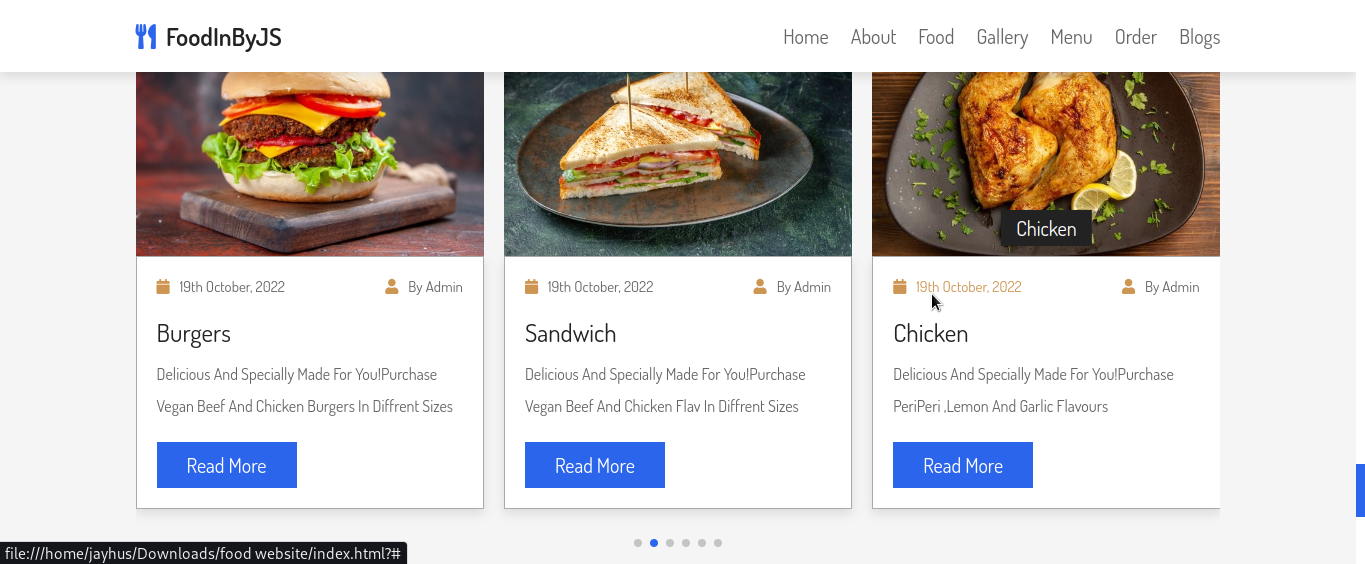 FoodInByJS
Home About Food Gallery Menu Order Blogs
Chicken
19th October, 2022 By Admin
Burgers
Delicious And Specially Made For You!Purchase
Vegan Beef And Chicken Burgers In Diffrent Sizes
Read More
19th October, 2022 By Admin
Sandwich
Delicious And Specially Made For You!Purchase
Vegan Beef And Chicken Flav In Diffrent Sizes
Read More
19th October, 2022 By Admin
Chicken
Delicious And Specially Made For You!Purchase
PeriPeri ,Lemon And Garlic Flavours
Read More
file:///home/jayhus/Downloads/food website/index.html?#